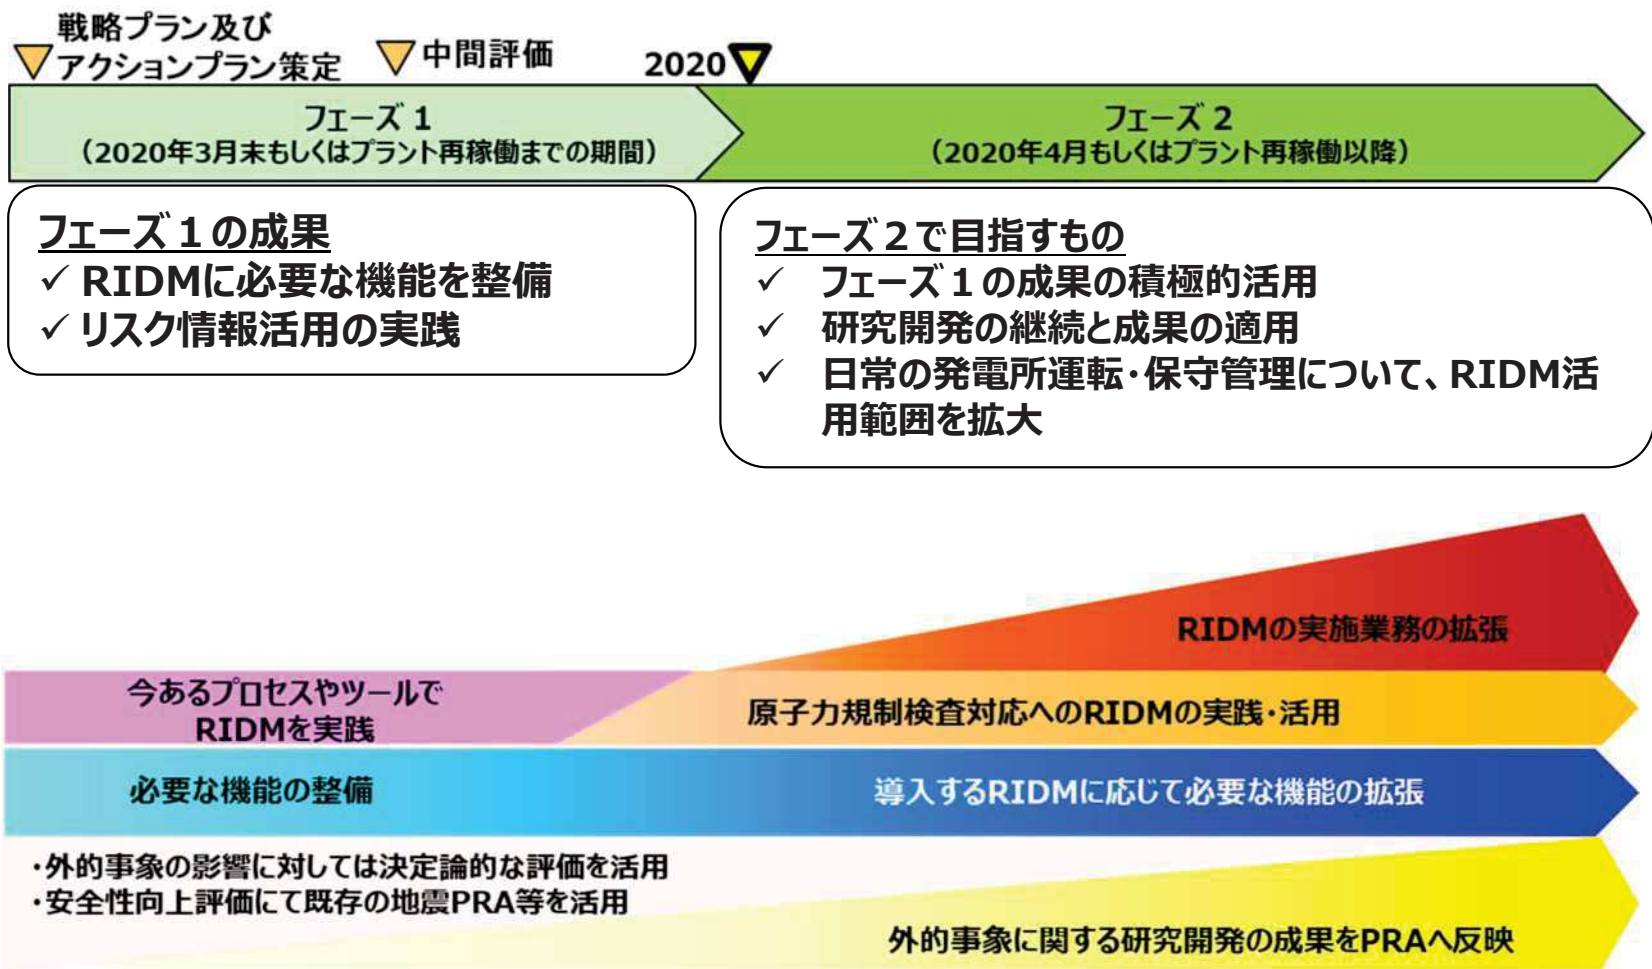 戦略プラン及び
アクションプラン策定
中間評価
2020
フェーズ 1
（2020年3月末もしくはプラント再稼働までの期間）
フェーズ 2
（2020年4月もしくはプラント再稼働以降）
フェーズ１の成果
✓ RIDMに必要な機能を整備
✓ リスク情報活用の実践
フェーズ２で目指すもの
✓ フェーズ１の成果の積極的活用
✓ 研究開発の継続と成果の適用
✓ 日常の発電所運転・保守管理について、RIDM活
用範囲を拡大
RIDMの実施業務の拡張
今あるプロセスやツールで
RIDMを実践
原子力規制検査対応へのRIDMの実践・活用
必要な機能の整備
導入するRIDMに応じて必要な機能の拡張
・外的事象の影響に対しては決定論的な評価を活用
・安全性向上評価にて既存の地震PRA等を活用
外的事象に関する研究開発の成果をPRAへ反映